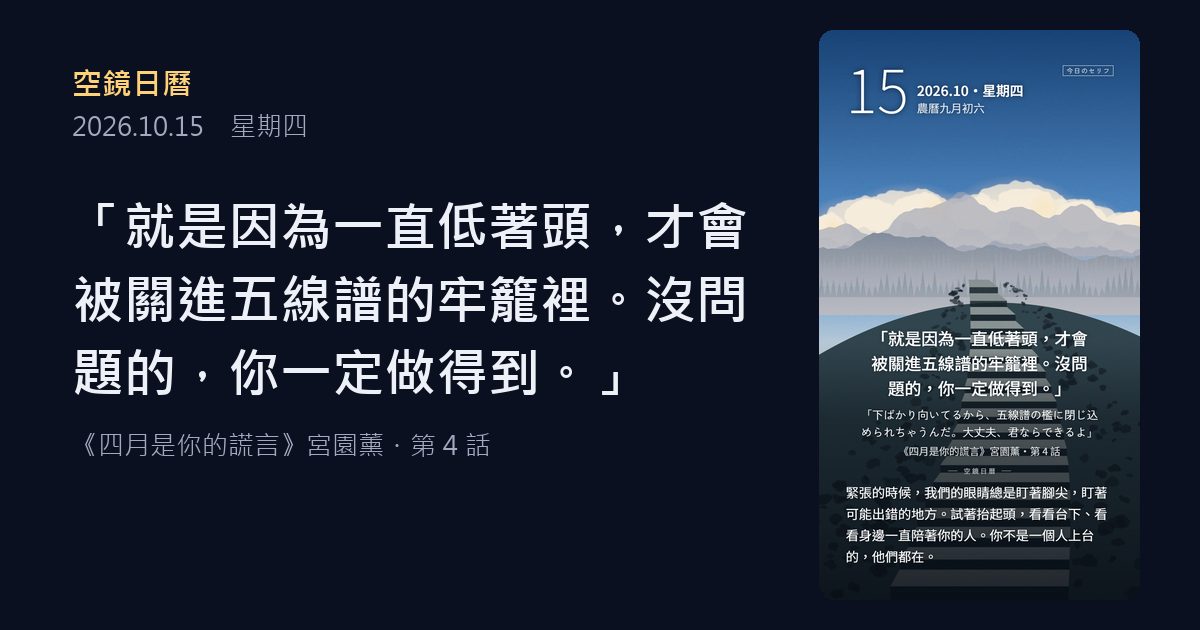 空鏡日曆
2026.10.15 星期四
「就是因為一直低著頭，才會
被關進五線譜的牢籠裡。沒問
題的，你一定做得到。」
《四月是你的謊言》宮園薰．第 4 話
15
今日のセリフ
2026.10・星期四
農曆九月初六
「就是因為一直低著頭，才會
被關進五線譜的牢籠裡。沒問
題的，你一定做得到。」
「下ばかり向いてるから、五線譜の檻に閉じ込
められちゃうんだ。大丈夫、君ならできるよ」
《四月是你的謊言》宮園薰・第 4 話
— 空鏡日曆 —
緊張的時候，我們的眼睛總是盯著腳尖，盯著
可能出錯的地方。試著抬起頭，看看台下、看
看身邊一直陪著你的人。你不是一個人上台
的，他們都在。